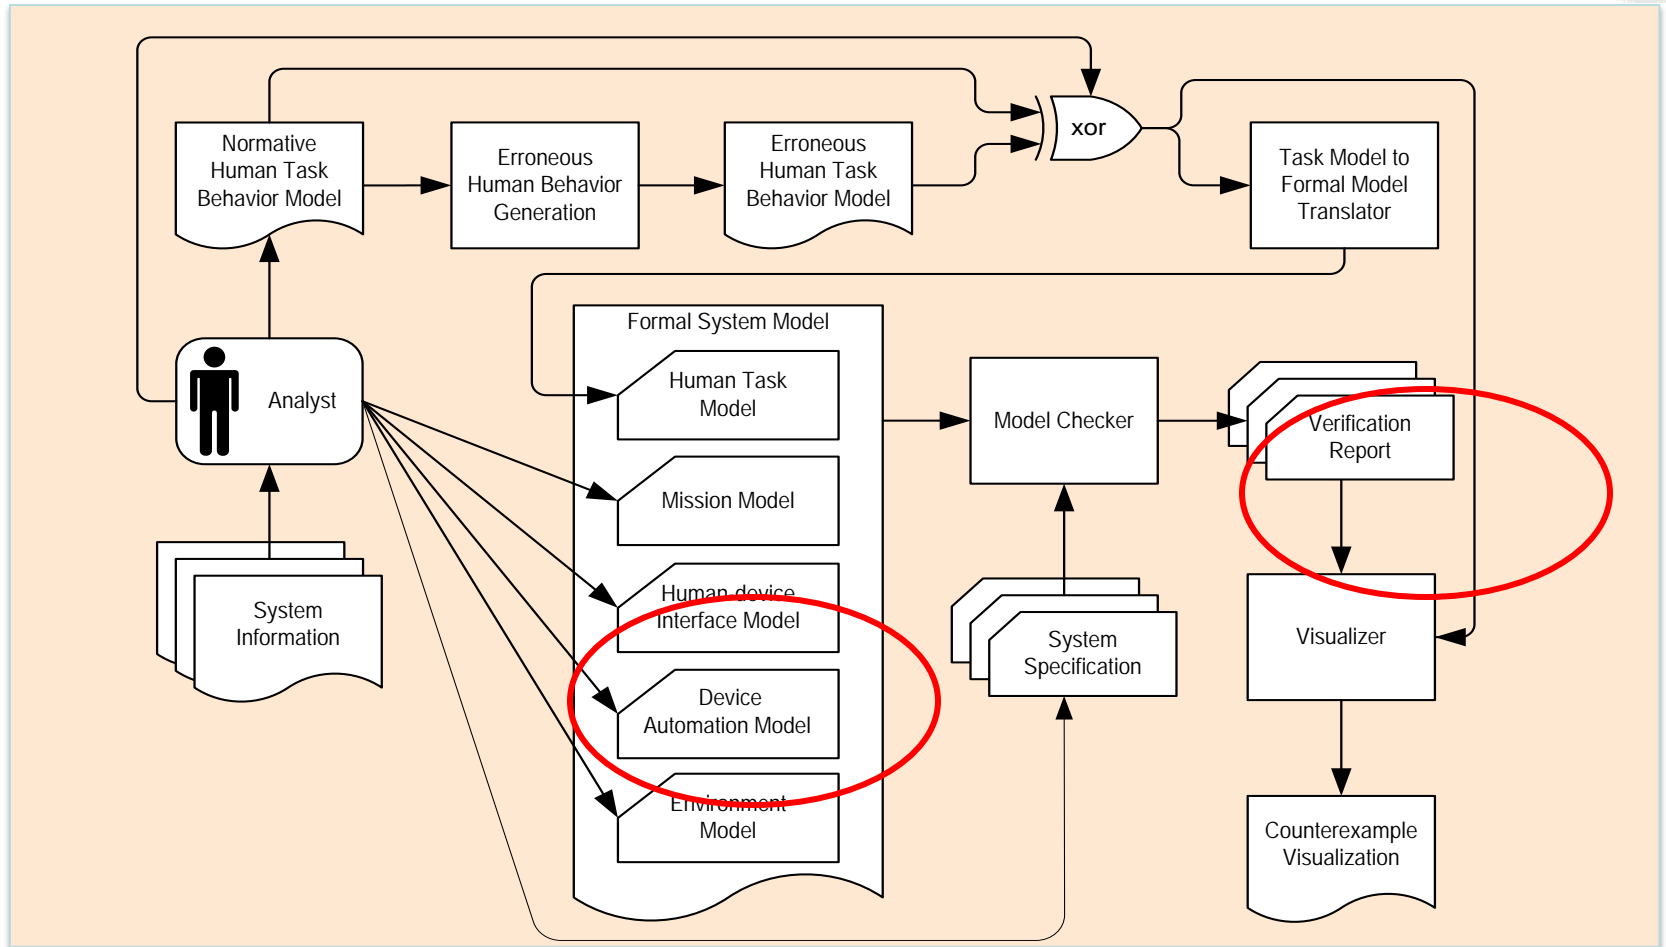 Normative
Human Task
Behavior Model
Erroneous
Human Behavior
Generation
Erroneous
Human Task
Behavior Model
xor
Task Model to
Formal Model
Translator
Formal System Model
Human Task
Model
Analyst
Mission Model
Model Checker
Verification
Report
System
Information
Human-device
Interface Model
System
Specification
Visualizer
Device
Automation Model
Environment
Model
Counterexample
Visualization